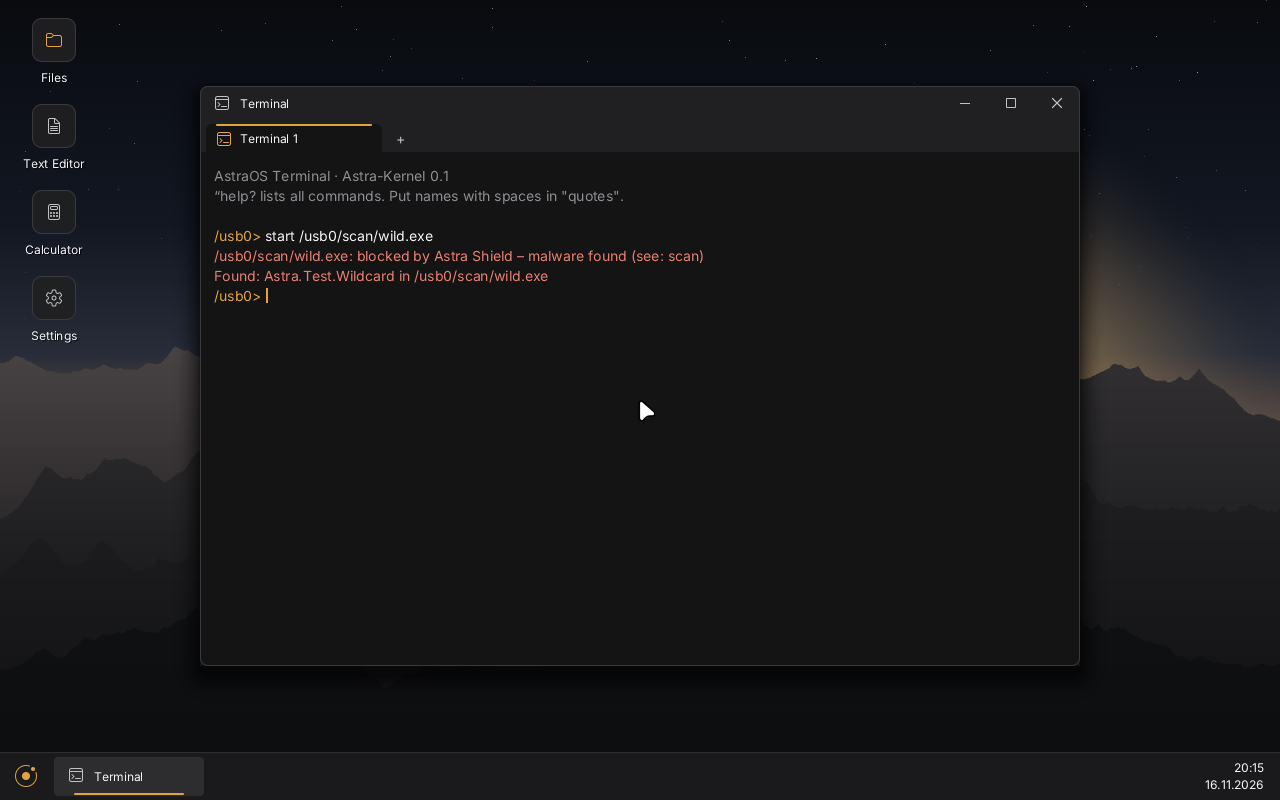 Files
Text Editor
Calculator
Settings
Terminal
Terminal 1
+
AstraOS Terminal · Astra-Kernel 0.1
“help? lists all commands. Put names with spaces in "quotes".
/usb0> start /usb0/scan/wild.exe
/usb0/scan/wild.exe: blocked by Astra Shield – malware found (see: scan)
Found: Astra.Test.Wildcard in /usb0/scan/wild.exe
/usb0>
Terminal
20:15
16.11.2026